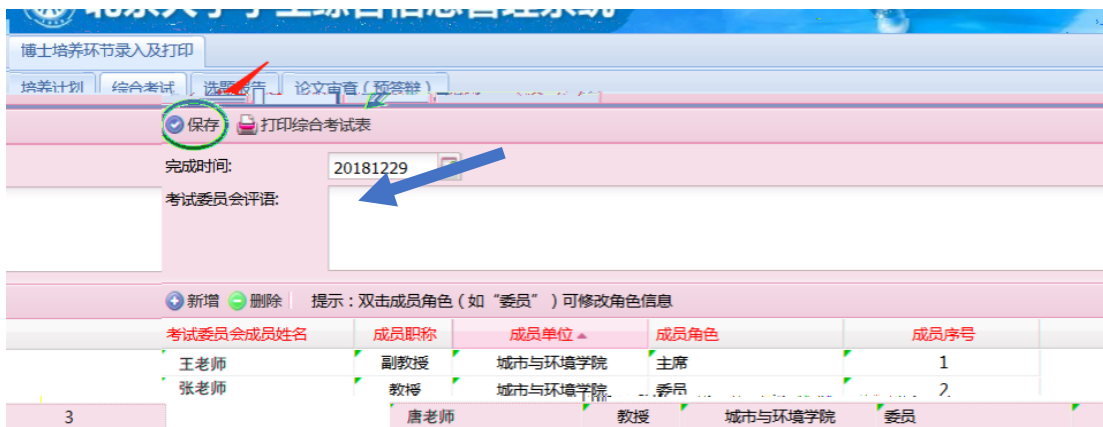 博士培养环节录入及打印
培养计划 综合考试 选题报告 论文审查（预答辩）
保存 打印综合考试表
完成时间: 20181229
考试委员会评语:
新增 删除 提示：双击成员角色（如“委员”）可修改角色信息
考试委员会成员姓名 成员职称 成员单位 成员角色 成员序号
王老师 副教授 城市与环境学院 主席 1
张老师 教授 城市与环境学院 委员 2
3 唐老师 教授 城市与环境学院 委员